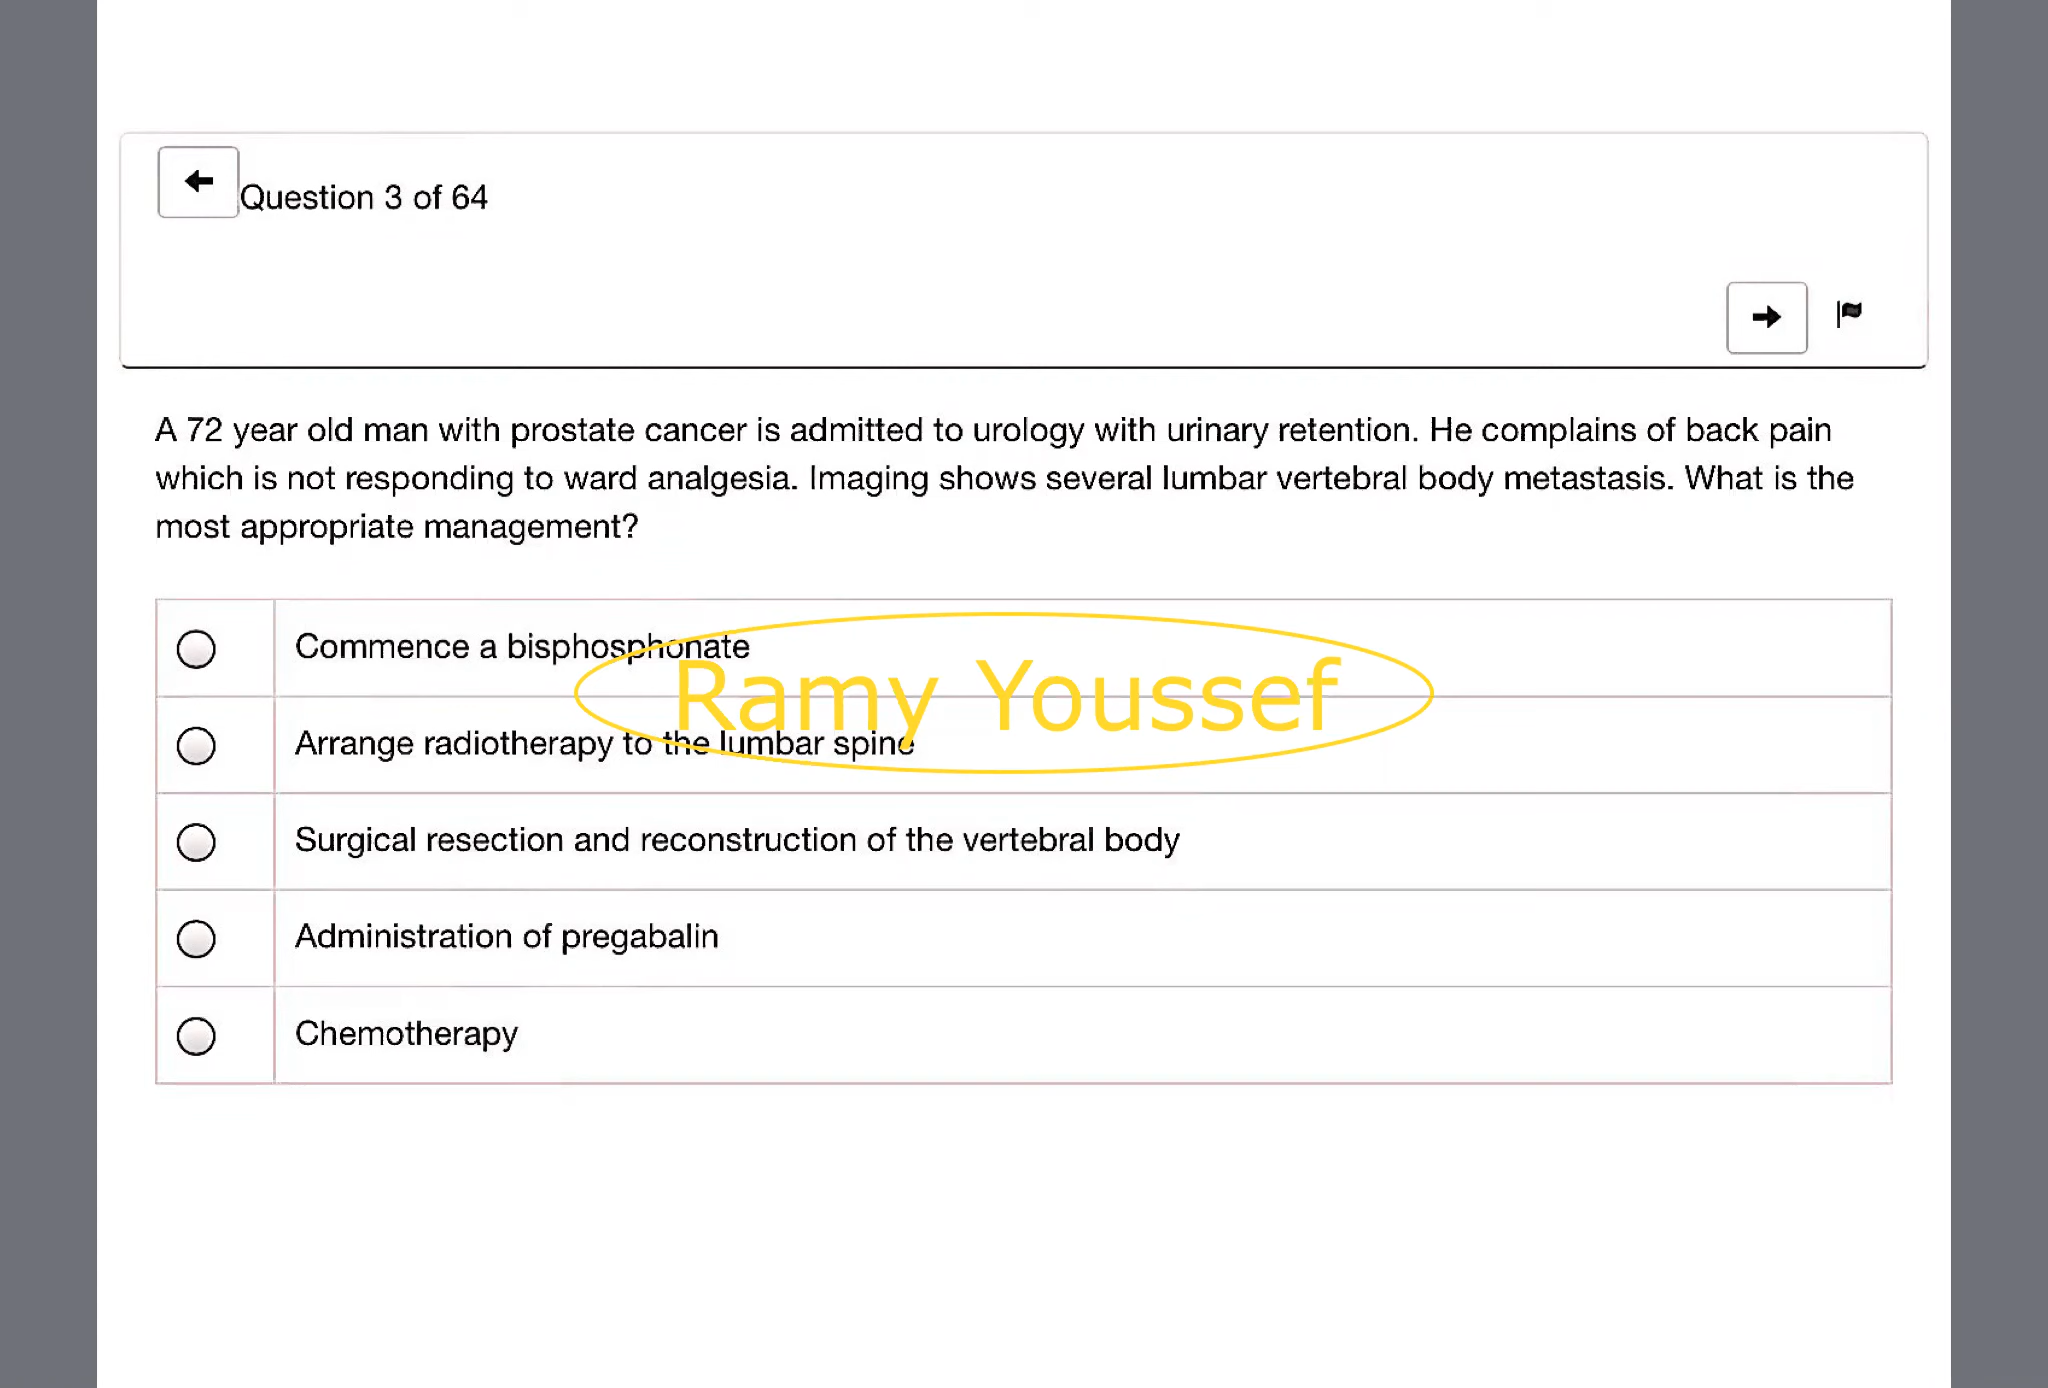 Question 3 of 64
A 72 year old man with prostate cancer is admitted to urology with urinary retention. He complains of back pain
which is not responding to ward analgesia. Imaging shows several lumbar vertebral body metastasis. What is the
most appropriate management?
Commence a bisphosphonate
Ramy Youssef
Arrange radiotherapy to the lumbar spine
Surgical resection and reconstruction of the vertebral body
Administration of pregabalin
Chemotherapy